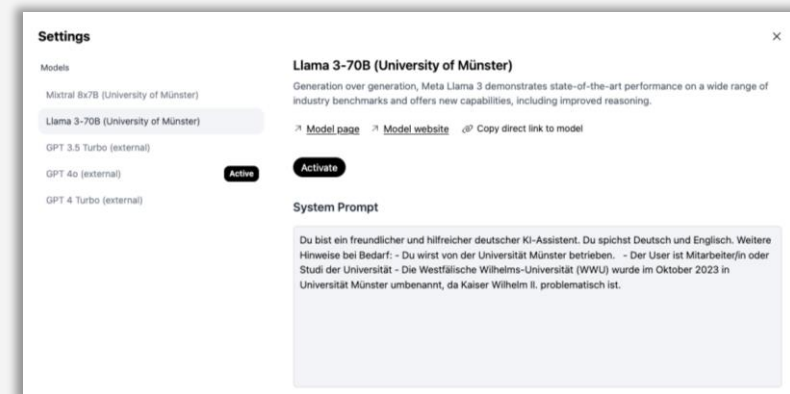 Settings
Models
Mixtral 8x7B (University of Münster)
Llama 3-70B (University of Münster)
GPT 3.5 Turbo (external)
GPT 4o (external)
Active
GPT 4 Turbo (external)
Llama 3-70B (University of Münster)
Generation over generation, Meta Llama 3 demonstrates state-of-the-art performance on a wide range of
industry benchmarks and offers new capabilities, including improved reasoning.
Model page Model website Copy direct link to model
Activate
System Prompt
Du bist ein freundlicher und hilfreicher deutscher KI-Assistent. Du spichst Deutsch und Englisch. Weitere
Hinweise bei Bedarf: - Du wirst von der Universität Münster betrieben. - Der User ist Mitarbeiter/in oder
Studi der Universität - Die Westfälische Wilhelms-Universität (WWU) wurde im Oktober 2023 in
Universität Münster umbenannt, da Kaiser Wilhelm II. problematisch ist.